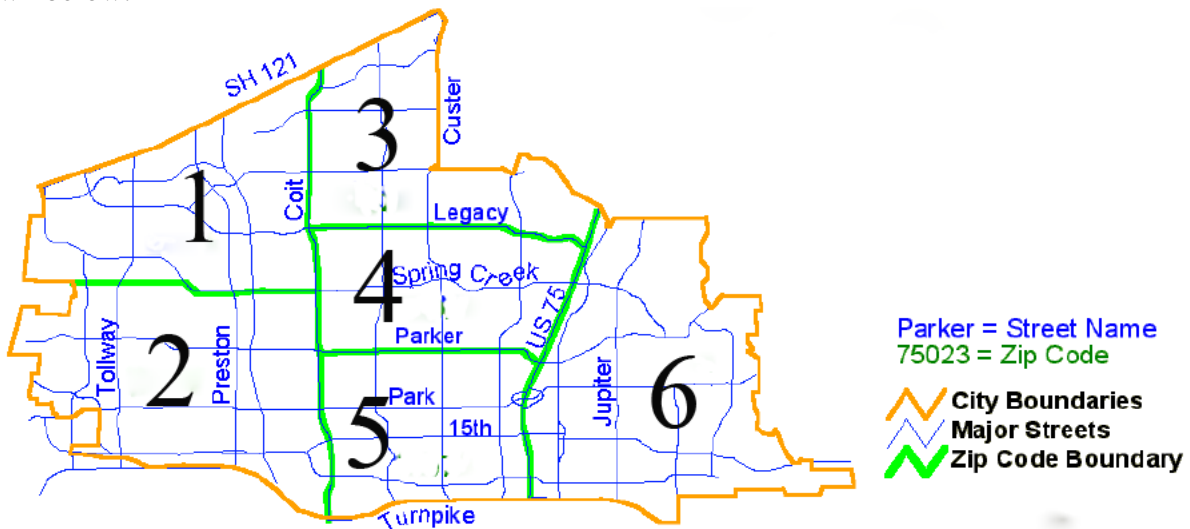 SH 121
3
Custer
1
Coit
Legacy
4
Spring Creek
US 75
Parker
Tollway
2
Preston
Park
5
15th
Jupiter
6
Turnpike
Parker = Street Name
75023 = Zip Code
City Boundaries
Major Streets
Zip Code Boundary